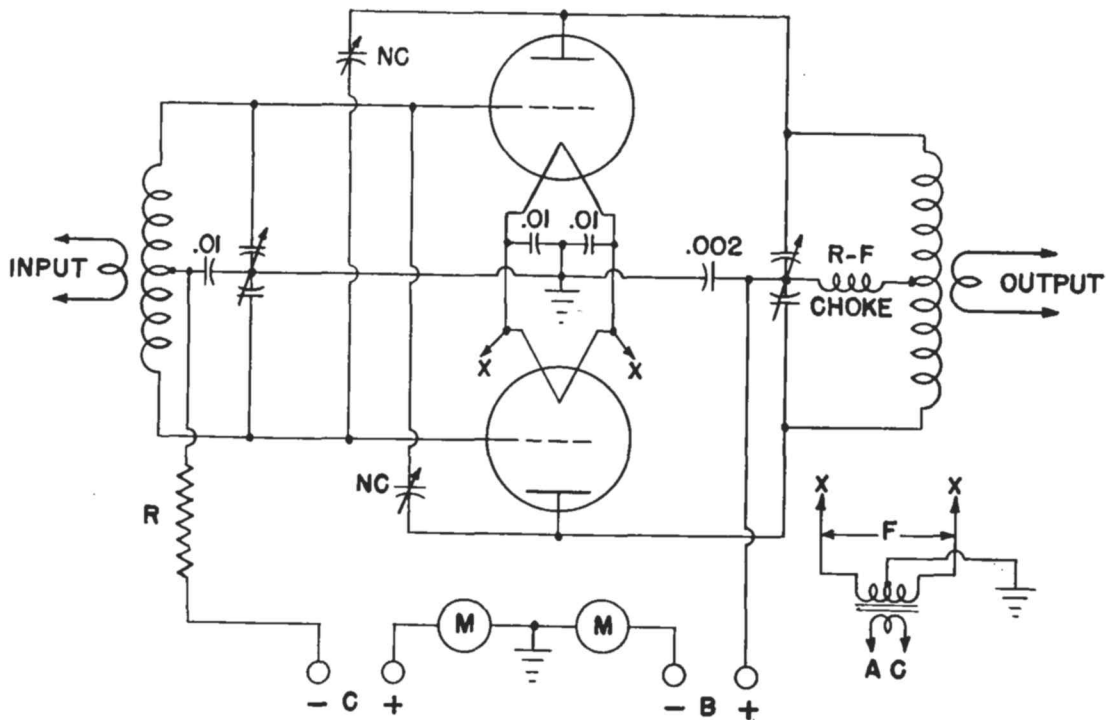 NC
.01 .01 .01
.002
R-F
CHOKE
INPUT
OUTPUT
X X
NC
R
X X
F
M M
A C
- C +
- B +